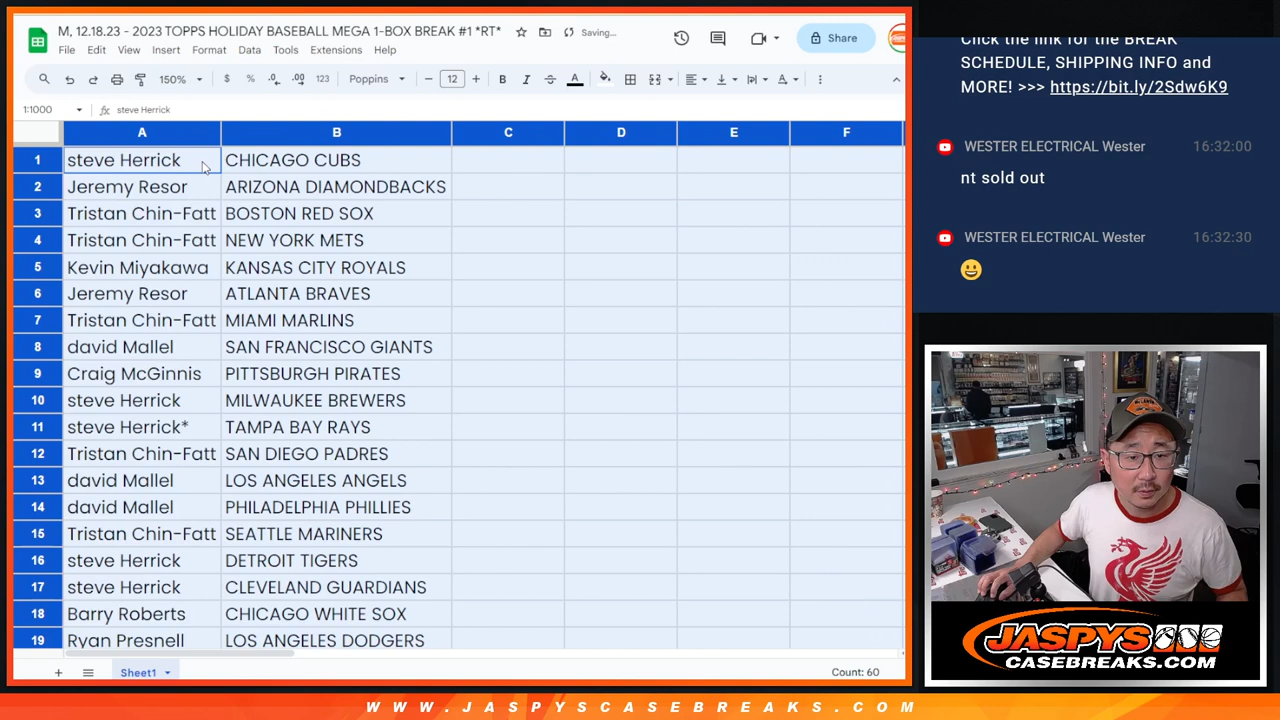 M, 12.18.23 - 2023 TOPPS HOLIDAY BASEBALL MEGA 1-BOX BREAK #1 *RT*
Saving...
File Edit View Insert Format Data Tools Extensions Help
Share
150% $ % .0 .00 123 Poppins 12 B I A
1:1000 fx steve Herrick
A B C D E F
1 steve Herrick CHICAGO CUBS
2 Jeremy Resor ARIZONA DIAMONDBACKS
3 Tristan Chin-Fatt BOSTON RED SOX
4 Tristan Chin-Fatt NEW YORK METS
5 Kevin Miyakawa KANSAS CITY ROYALS
6 Jeremy Resor ATLANTA BRAVES
7 Tristan Chin-Fatt MIAMI MARLINS
8 david Mallel SAN FRANCISCO GIANTS
9 Craig McGinnis PITTSBURGH PIRATES
10 steve Herrick MILWAUKEE BREWERS
11 steve Herrick* TAMPA BAY RAYS
12 Tristan Chin-Fatt SAN DIEGO PADRES
13 david Mallel LOS ANGELES ANGELS
14 david Mallel PHILADELPHIA PHILLIES
15 Tristan Chin-Fatt SEATTLE MARINERS
16 steve Herrick DETROIT TIGERS
17 steve Herrick CLEVELAND GUARDIANS
18 Barry Roberts CHICAGO WHITE SOX
19 Ryan Presnell LOS ANGELES DODGERS
Sheet1
Count: 60
Click the link for the BREAK
SCHEDULE, SHIPPING INFO and
MORE! >>> https://bit.ly/2Sdw6K9
WESTER ELECTRICAL Wester 16:32:00
nt sold out
WESTER ELECTRICAL Wester 16:32:30
😃
JASPYS
CASEBREAKS.COM
WWW.JASPYSCASEBREAKS.COM